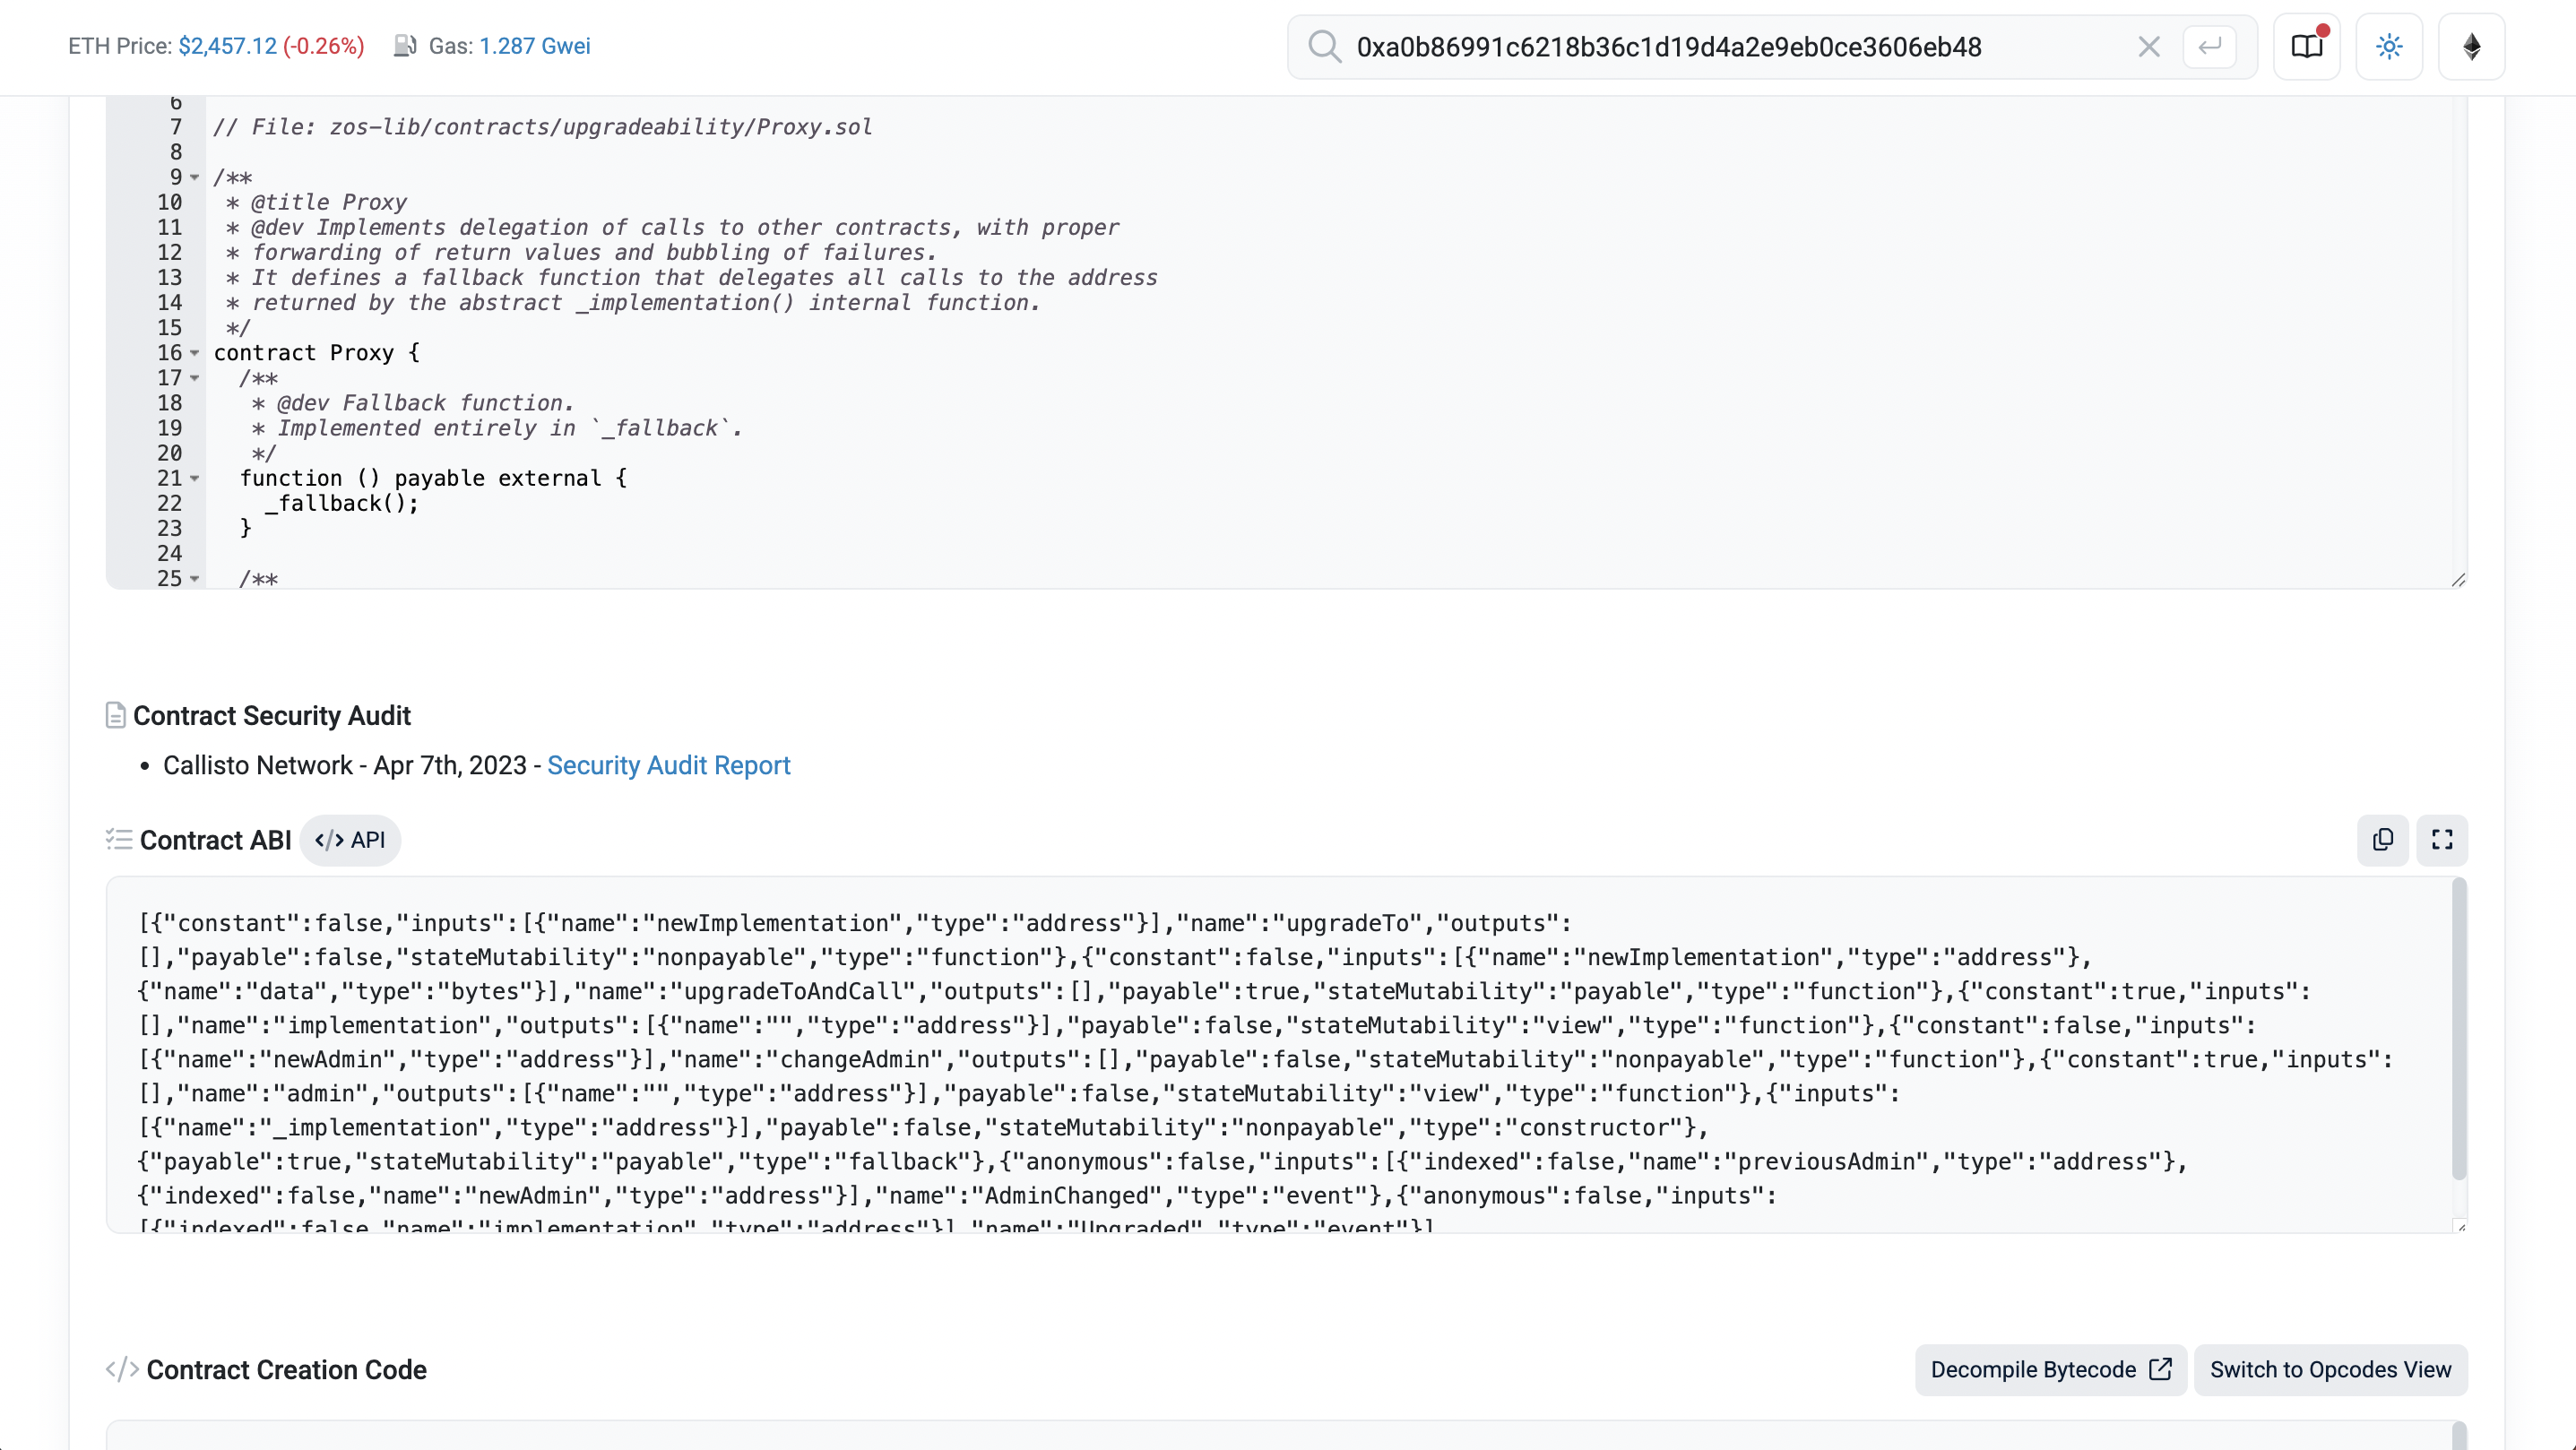 ETH Price: $2,457.12 (-0.26%) Gas: 1.287 Gwei
0xa0b86991c6218b36c1d19d4a2e9eb0ce3606eb48
6
7 // File: zos-lib/contracts/upgradeability/Proxy.sol
8
9 /**
10 * @title Proxy
11 * @dev Implements delegation of calls to other contracts, with proper
12 * forwarding of return values and bubbling of failures.
13 * It defines a fallback function that delegates all calls to the address
14 * returned by the abstract _implementation() internal function.
15 */
16 contract Proxy {
17 /**
18 * @dev Fallback function.
19 * Implemented entirely in `_fallback`.
20 */
21 function () payable external {
22 _fallback();
23 }
24
25 /**
Contract Security Audit
• Callisto Network - Apr 7th, 2023 - Security Audit Report
Contract ABI </> API
[{"constant":false,"inputs":[{"name":"newImplementation","type":"address"}],"name":"upgradeTo","outputs":
[],"payable":false,"stateMutability":"nonpayable","type":"function"},{"constant":false,"inputs":[{"name":"newImplementation","type":"address"},
{"name":"data","type":"bytes"}],"name":"upgradeToAndCall","outputs":[],"payable":true,"stateMutability":"payable","type":"function"},{"constant":true,"inputs":
[],"name":"implementation","outputs":[{"name":"","type":"address"}],"payable":false,"stateMutability":"view","type":"function"},{"constant":false,"inputs":
[{"name":"newAdmin","type":"address"}],"name":"changeAdmin","outputs":[],"payable":false,"stateMutability":"nonpayable","type":"function"},{"constant":true,"inputs":
[],"name":"admin","outputs":[{"name":"","type":"address"}],"payable":false,"stateMutability":"view","type":"function"},{"inputs":
[{"name":"_implementation","type":"address"}],"payable":false,"stateMutability":"nonpayable","type":"constructor"},
{"payable":true,"stateMutability":"payable","type":"fallback"},{"anonymous":false,"inputs":[{"indexed":false,"name":"previousAdmin","type":"address"},
{"indexed":false,"name":"newAdmin","type":"address"}],"name":"AdminChanged","type":"event"},{"anonymous":false,"inputs":
[{"indexed":false,"name":"implementation","type":"address"}],"name":"Upgraded","type":"event"}]
</> Contract Creation Code
Decompile Bytecode
Switch to Opcodes View